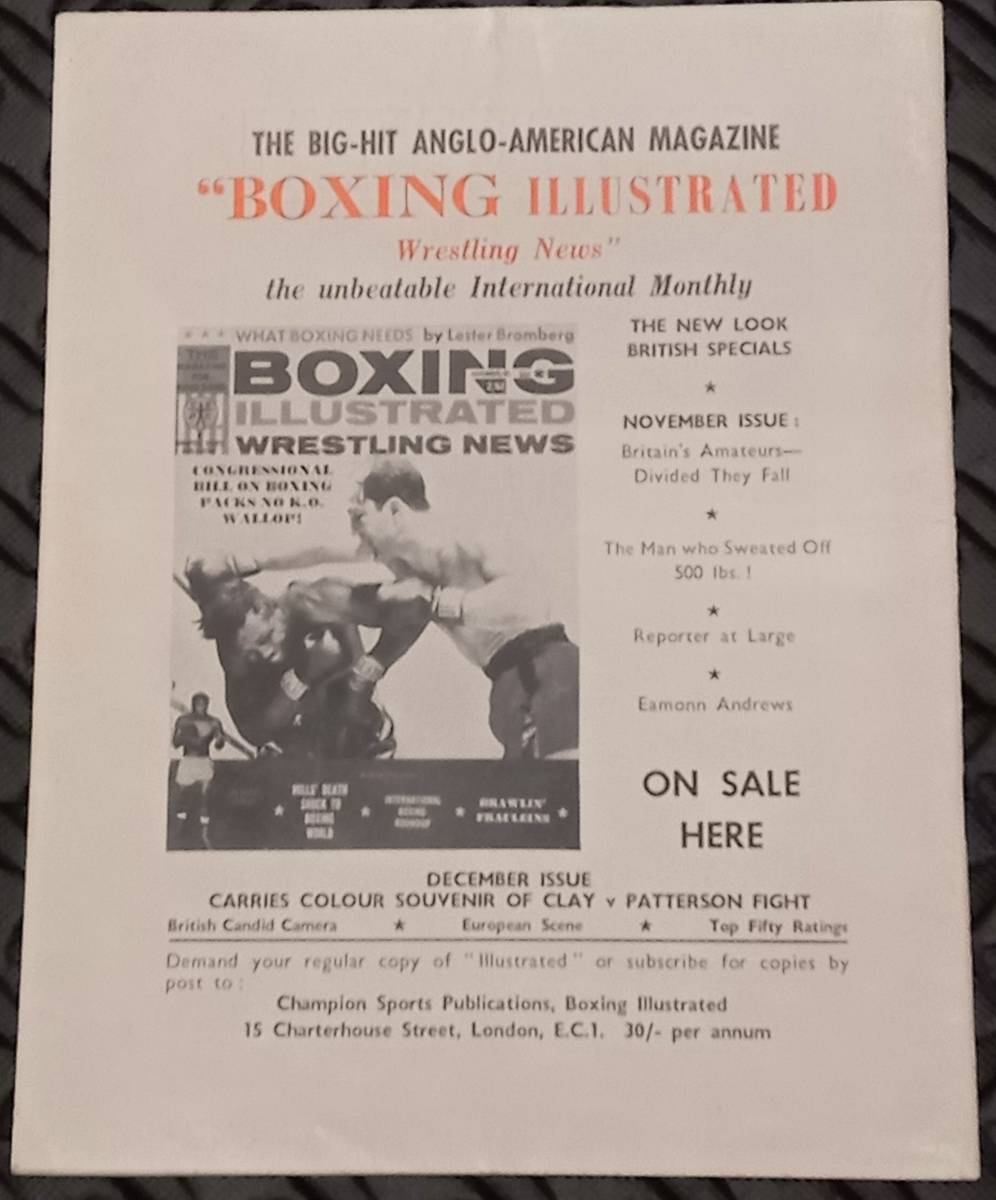 THE BIG-HIT ANGLO-AMERICAN MAGAZINE
"BOXING ILLUSTRATED
Wrestling News"
the unbeatable International Monthly
WHAT BOXING NEEDS by Lester Bromberg
BOXING
ILLUSTRATED
WRESTLING NEWS
CONGRESSIONAL
BILL ON BOXING
PACKS NO K.O.
WALLOP!
BRAWLIN'
FRAULEINS
THE NEW LOOK
BRITISH SPECIALS
NOVEMBER ISSUE :
Britain's Amateurs—
Divided They Fall
The Man who Sweated Off
500 lbs. !
Reporter at Large
Eamonn Andrews
ON SALE
HERE
DECEMBER ISSUE
CARRIES COLOUR SOUVENIR OF CLAY v PATTERSON FIGHT
British Candid Camera ★ European Scene ★ Top Fifty Ratings
Demand your regular copy of "Illustrated" or subscribe for copies by
post to :
Champion Sports Publications, Boxing Illustrated
15 Charterhouse Street, London, E.C.1. 30/- per annum